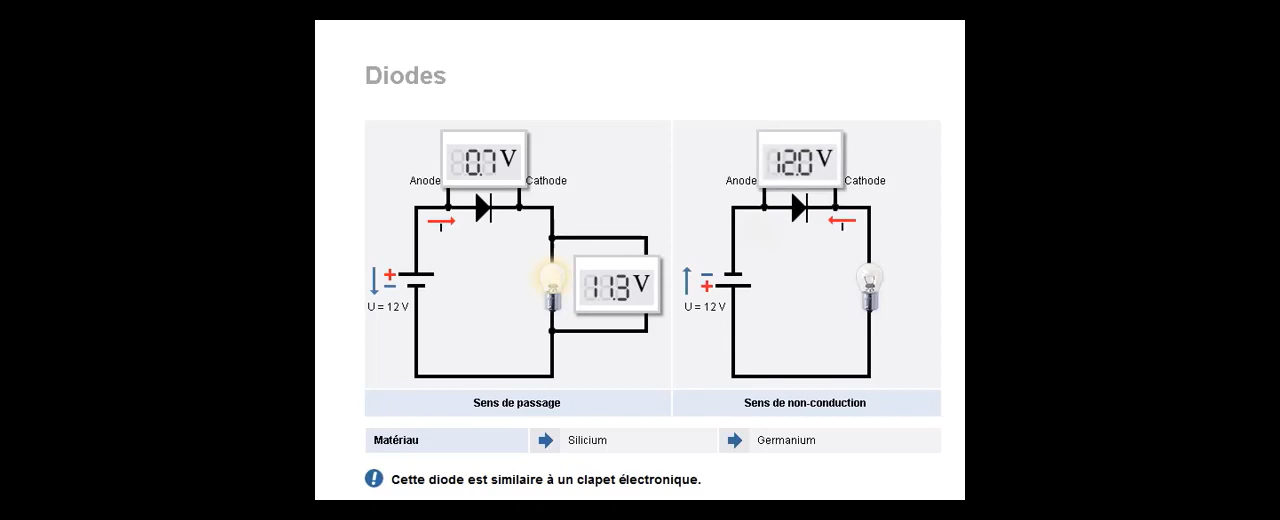 Diodes
0.7 V
Anode
Cathode
I
+
−
U = 12 V
11.3 V
12.0 V
Anode
Cathode
I
−
+
U = 12 V
Sens de passage
Sens de non-conduction
Matériau
Silicium
Germanium
! Cette diode est similaire à un clapet électronique.